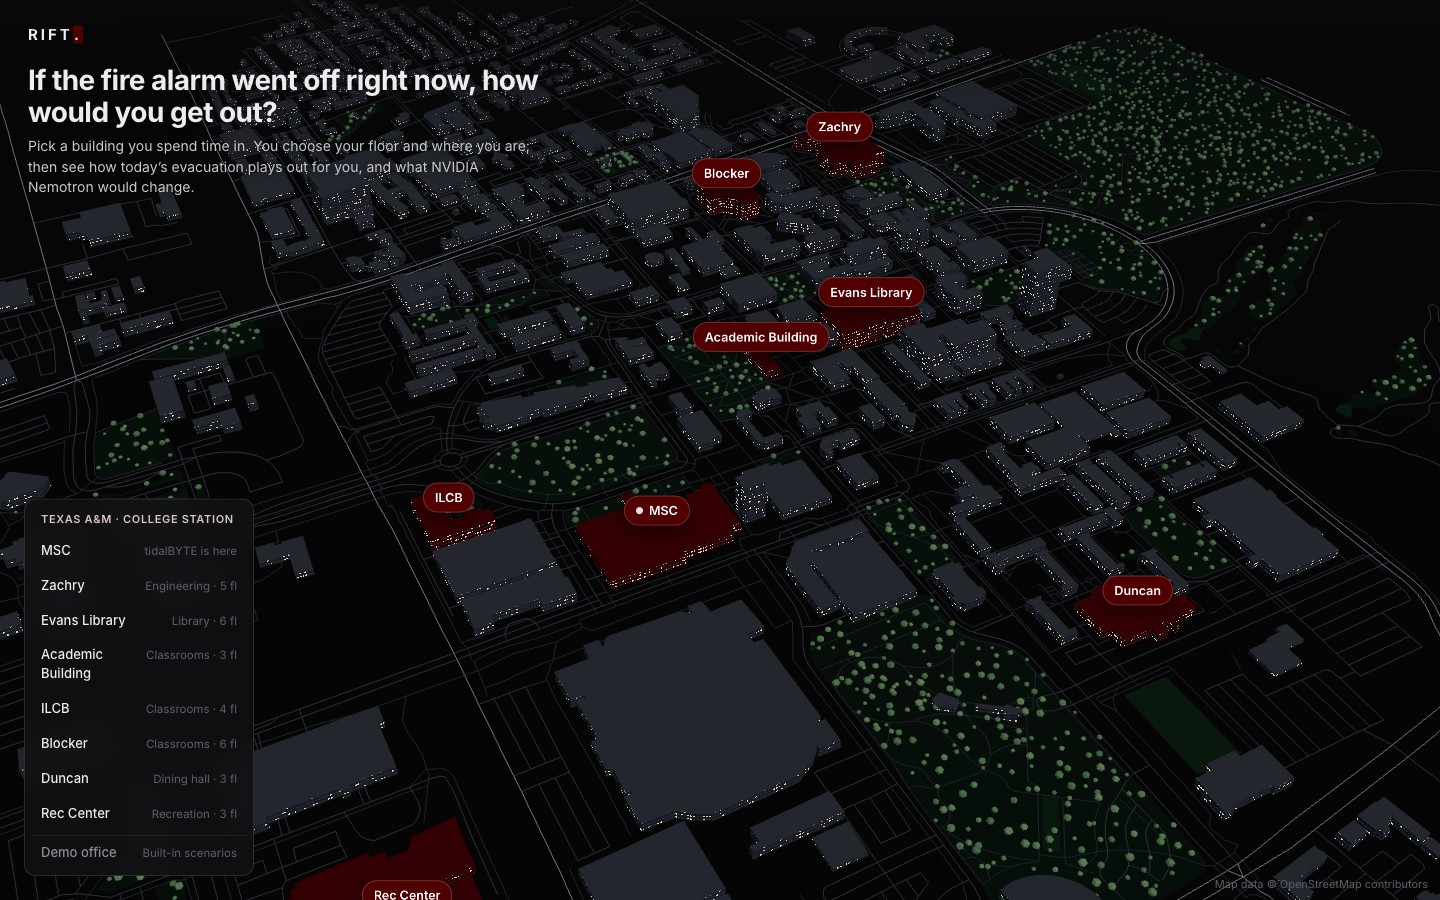 RIFT.
If the fire alarm went off right now, how
would you get out?
Pick a building you spend time in. You choose your floor and where you are;
then see how today's evacuation plays out for you, and what NVIDIA
Nemotron would change.
Zachry
Blocker
Evans Library
Academic Building
ILCB
MSC
Duncan
Rec Center
TEXAS A&M · COLLEGE STATION
MSC tidalBYTE is here
Zachry Engineering · 5 fl
Evans Library Library · 6 fl
Academic Classrooms · 3 fl
Building
ILCB Classrooms · 4 fl
Blocker Classrooms · 6 fl
Duncan Dining hall · 3 fl
Rec Center Recreation · 3 fl
Demo office Built-in scenarios
Map data © OpenStreetMap contributors